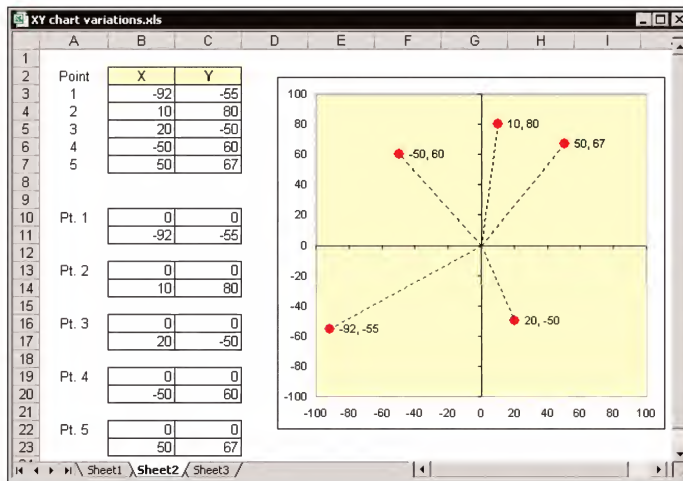 XY chart variations.xls
A B C D E F G H I
1
2 Point X Y
3 1 -92 -55
4 2 10 80
5 3 20 -50
6 4 -50 60
7 5 50 67
8
9
10 Pt. 1 0 0
11 -92 -55
12
13 Pt. 2 0 0
14 10 80
15
16 Pt. 3 0 0
17 20 -50
18
19 Pt. 4 0 0
20 -50 60
21
22 Pt. 5 0 0
23 50 67
100
80
60
40
20
0
-20
-40
-60
-80
-100
-100 -80 -60 -40 -20 0 20 40 60 80 100
10, 80
50, 67
-50, 60
20, -50
-92, -55
Sheet1 Sheet2 Sheet3